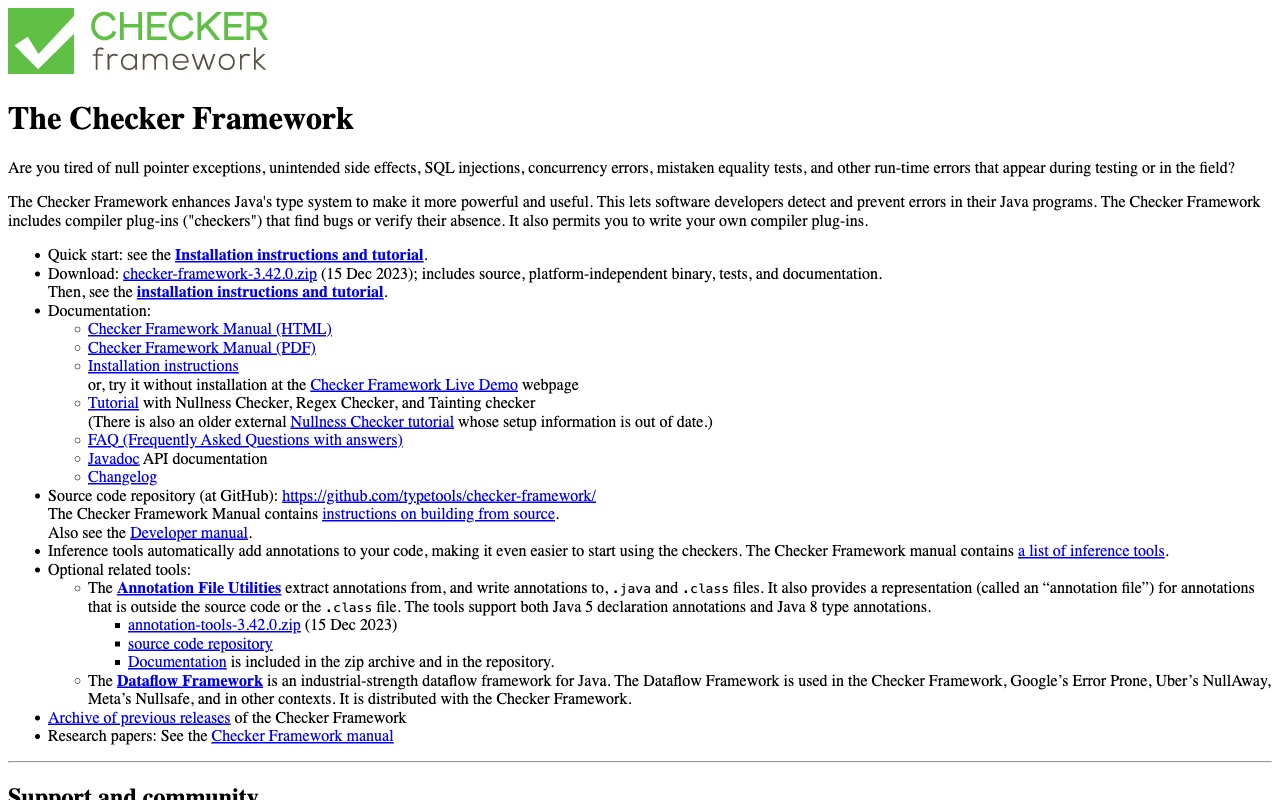 CHECKER
framework
The Checker Framework
Are you tired of null pointer exceptions, unintended side effects, SQL injections, concurrency errors, mistaken equality tests, and other run-time errors that appear during testing or in the field?
The Checker Framework enhances Java's type system to make it more powerful and useful. This lets software developers detect and prevent errors in their Java programs. The Checker Framework
includes compiler plug-ins ("checkers") that find bugs or verify their absence. It also permits you to write your own compiler plug-ins.
• Quick start: see the Installation instructions and tutorial.
• Download: checker-framework-3.42.0.zip (15 Dec 2023); includes source, platform-independent binary, tests, and documentation.
Then, see the installation instructions and tutorial.
• Documentation:
◦ Checker Framework Manual (HTML)
◦ Checker Framework Manual (PDF)
◦ Installation instructions
or, try it without installation at the Checker Framework Live Demo webpage
◦ Tutorial with Nullness Checker, Regex Checker, and Tainting checker
(There is also an older external Nullness Checker tutorial whose setup information is out of date.)
◦ FAQ (Frequently Asked Questions with answers)
◦ Javadoc API documentation
◦ Changelog
• Source code repository (at GitHub): https://github.com/typetools/checker-framework/
The Checker Framework Manual contains instructions on building from source.
Also see the Developer manual.
• Inference tools automatically add annotations to your code, making it even easier to start using the checkers. The Checker Framework manual contains a list of inference tools.
• Optional related tools:
◦ The Annotation File Utilities extract annotations from, and write annotations to, .java and .class files. It also provides a representation (called an “annotation file”) for annotations
that is outside the source code or the .class file. The tools support both Java 5 declaration annotations and Java 8 type annotations.
▪ annotation-tools-3.42.0.zip (15 Dec 2023)
▪ source code repository
▪ Documentation is included in the zip archive and in the repository.
◦ The Dataflow Framework is an industrial-strength dataflow framework for Java. The Dataflow Framework is used in the Checker Framework, Google’s Error Prone, Uber’s NullAway,
Meta’s Nullsafe, and in other contexts. It is distributed with the Checker Framework.
• Archive of previous releases of the Checker Framework
• Research papers: See the Checker Framework manual
Support and community